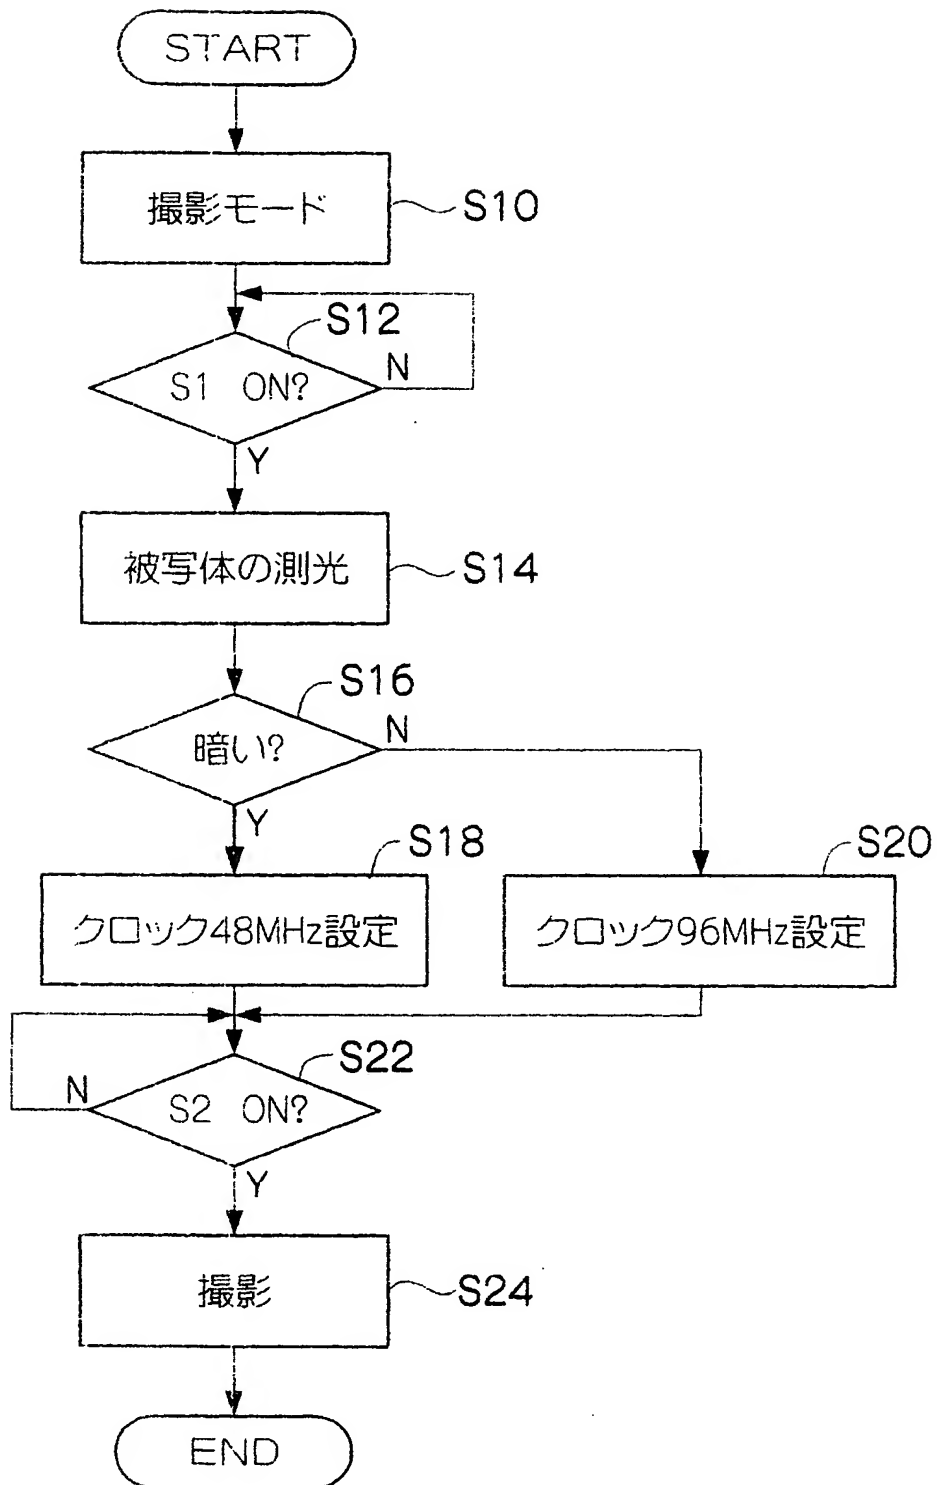 START
撮影モード
S10
S12
S1 ON?
N
Y
被写体の測光
S14
S16
暗い?
N
Y
S18
S20
クロック48MHz設定
クロック96MHz設定
S22
N
S2 ON?
Y
撮影
S24
END